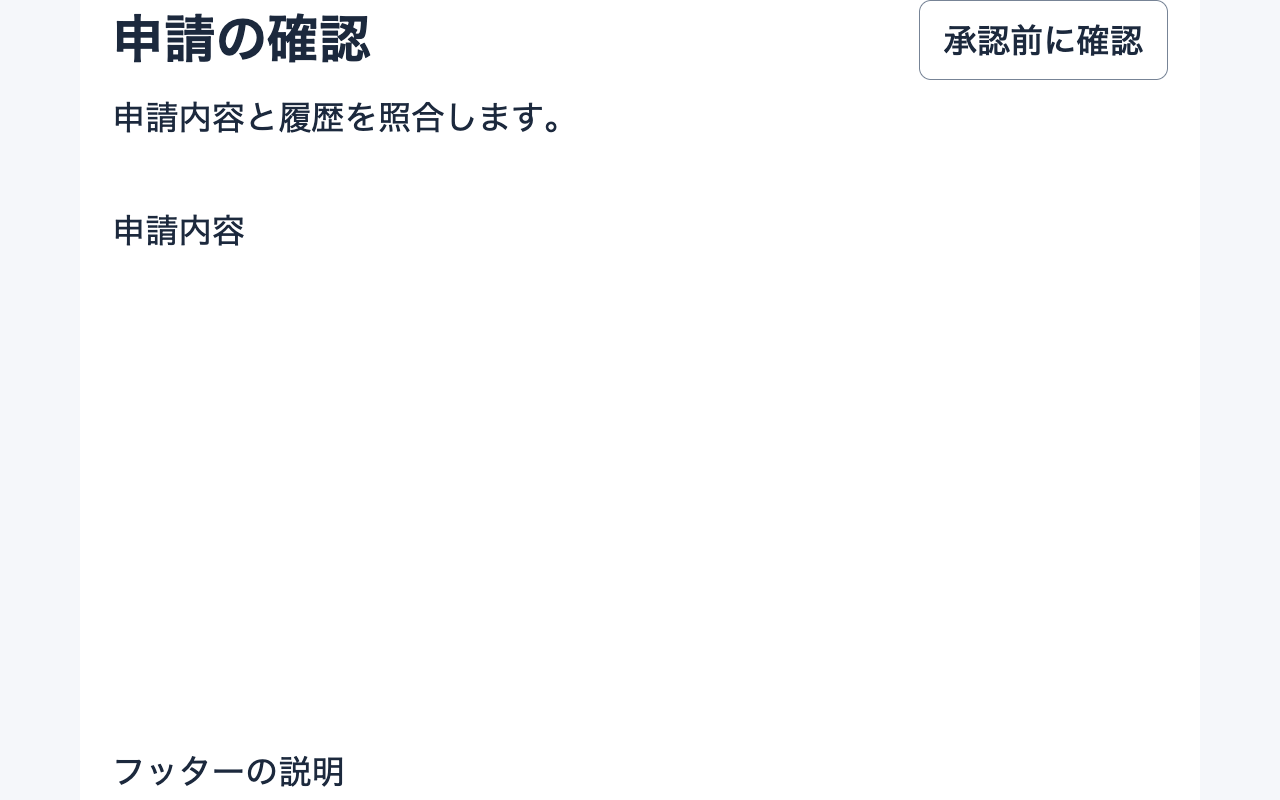 申請の確認
承認前に確認
申請内容と履歴を照合します。
申請内容
フッターの説明